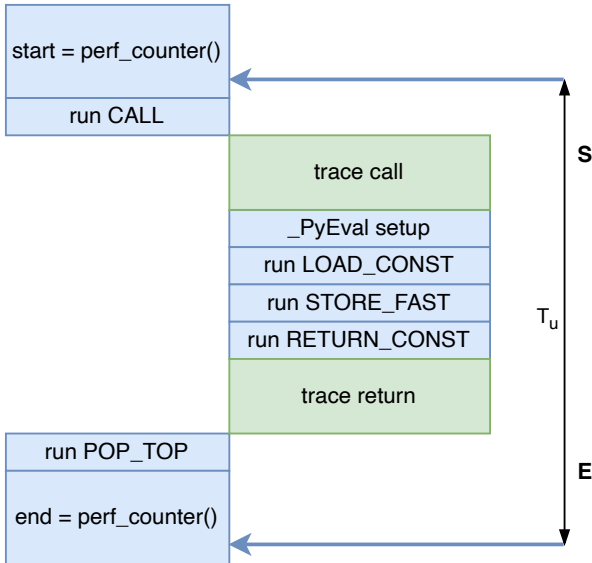 start = perf_counter()
run CALL
S
trace call
_PyEval setup
run LOAD_CONST
run STORE_FAST
T_u
run RETURN_CONST
trace return
run POP_TOP
E
end = perf_counter()